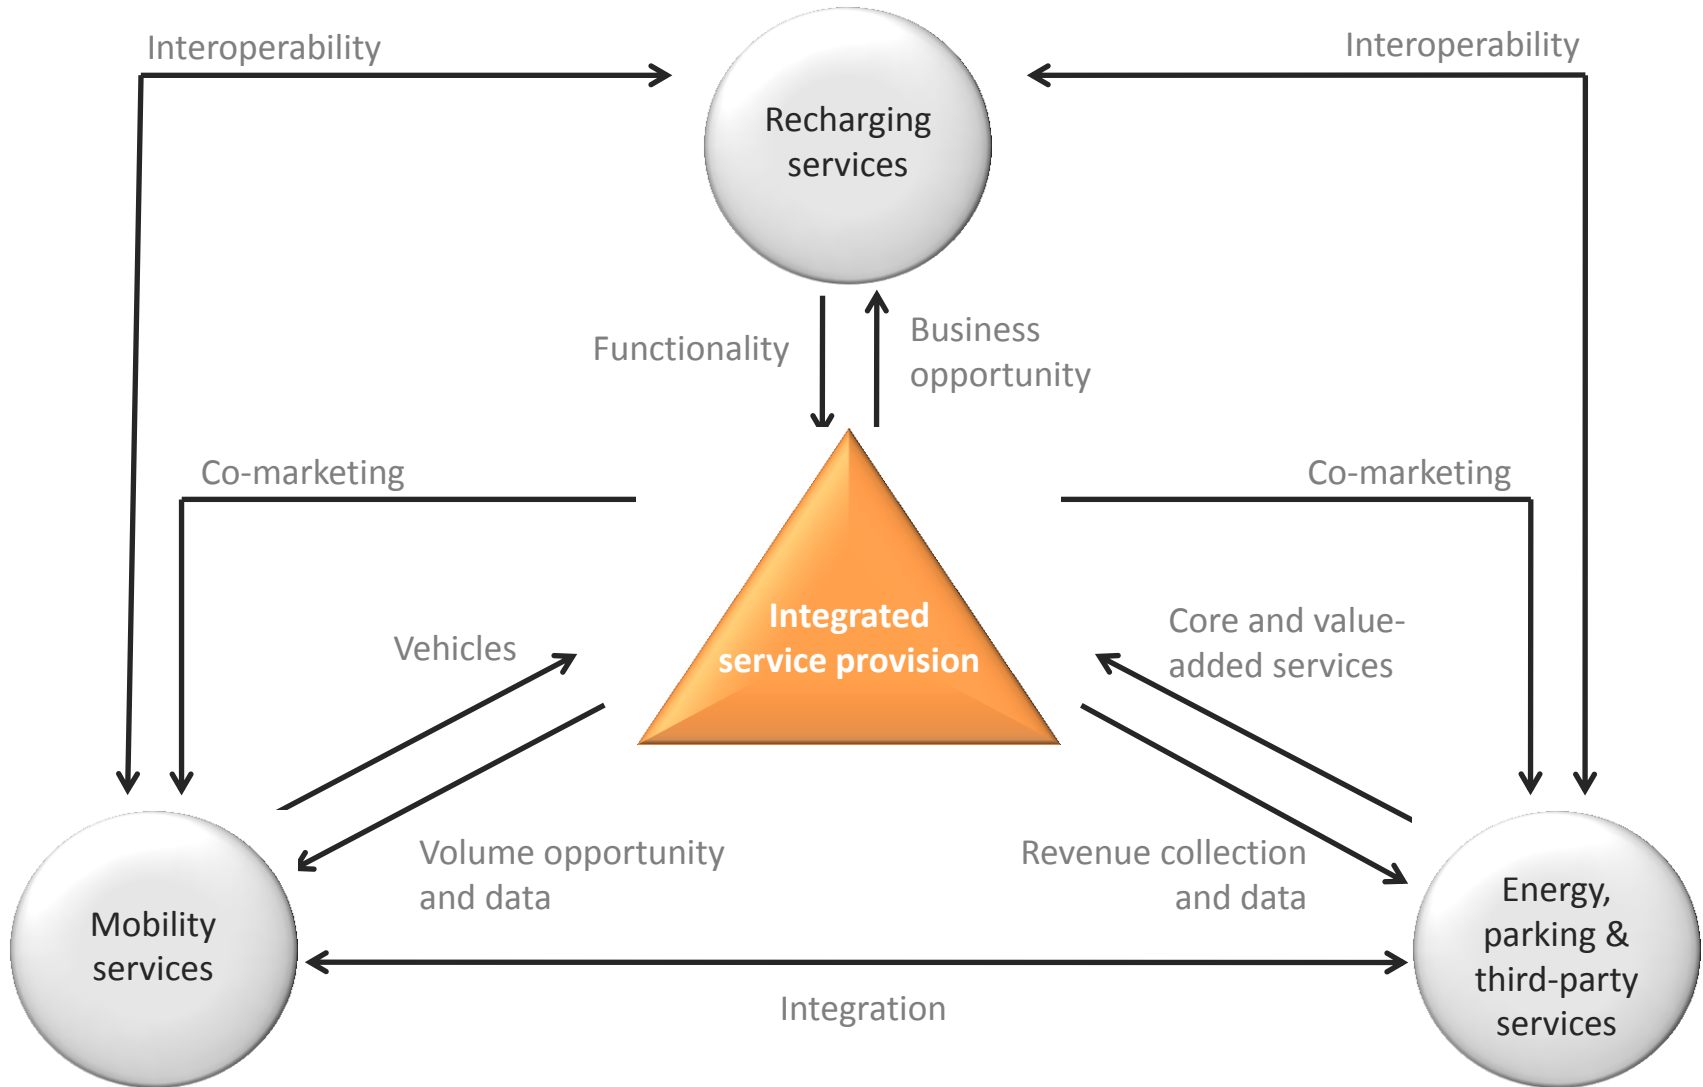 Interoperability
Interoperability
Recharging
services
Functionality
Business
opportunity
Co-marketing
Co-marketing
Integrated
service provision
Vehicles
Core and value-
added services
Volume opportunity
and data
Revenue collection
and data
Mobility
services
Energy,
parking &
third-party
services
Integration